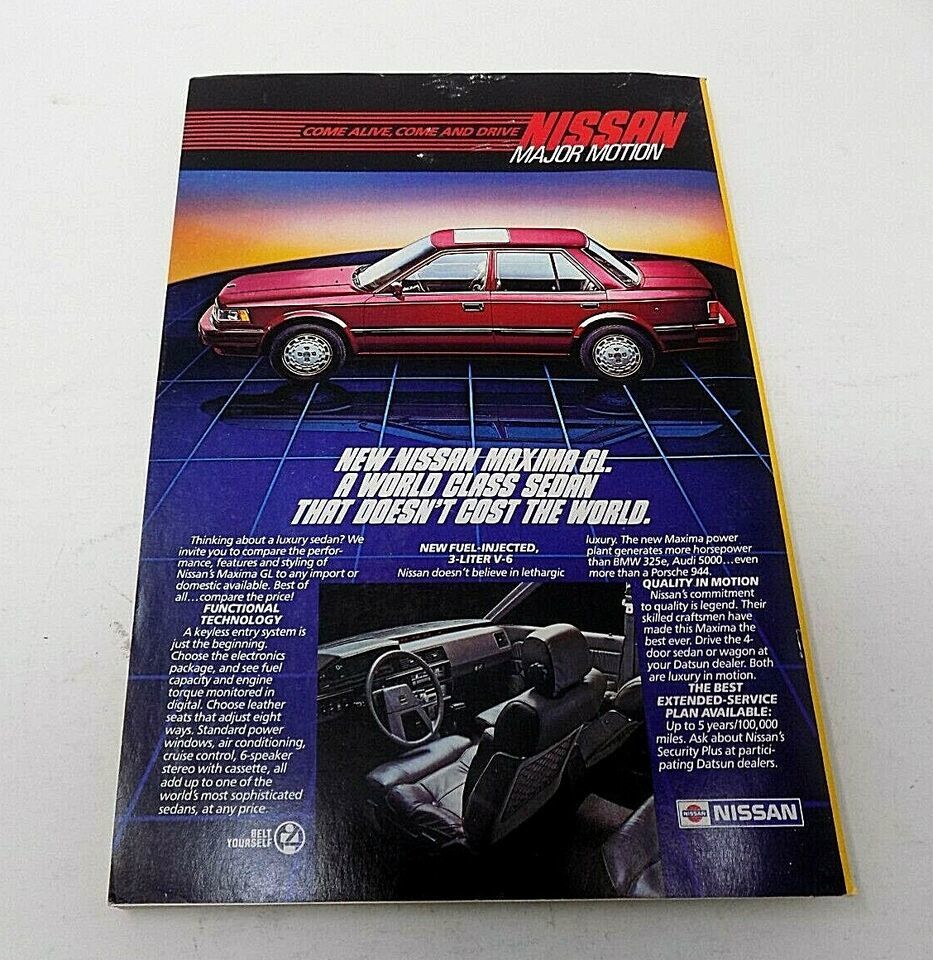 COME ALIVE, COME AND DRIVE NISSAN
MAJOR MOTION
NEW NISSAN MAXIMA GL.
A WORLD CLASS SEDAN
THAT DOESN'T COST THE WORLD.
Thinking about a luxury sedan? We
invite you to compare the perfor-
mance, features and styling of
Nissan's Maxima GL to any import or
domestic available. Best of
all...compare the price!
FUNCTIONAL
TECHNOLOGY
A keyless entry system is
just the beginning.
Choose the electronics
package, and see fuel
capacity and engine
torque monitored in
digital. Choose leather
seats that adjust eight
ways. Standard power
windows, air conditioning,
cruise control, 6-speaker
stereo with cassette, all
add up to one of the
world's most sophisticated
sedans, at any price.
BELT
YOURSELF
NEW FUEL-INJECTED,
3-LITER V-6
Nissan doesn't believe in lethargic
luxury. The new Maxima power
plant generates more horsepower
than BMW 325e, Audi 5000...even
more than a Porsche 944.
QUALITY IN MOTION
Nissan's commitment
to quality is legend. Their
skilled craftsmen have
made this Maxima the
best ever. Drive the 4-
door sedan or wagon at
your Datsun dealer. Both
are luxury in motion.
THE BEST
EXTENDED-SERVICE
PLAN AVAILABLE:
Up to 5 years/100,000
miles. Ask about Nissan's
Security Plus at partici-
pating Datsun dealers.
NISSAN NISSAN